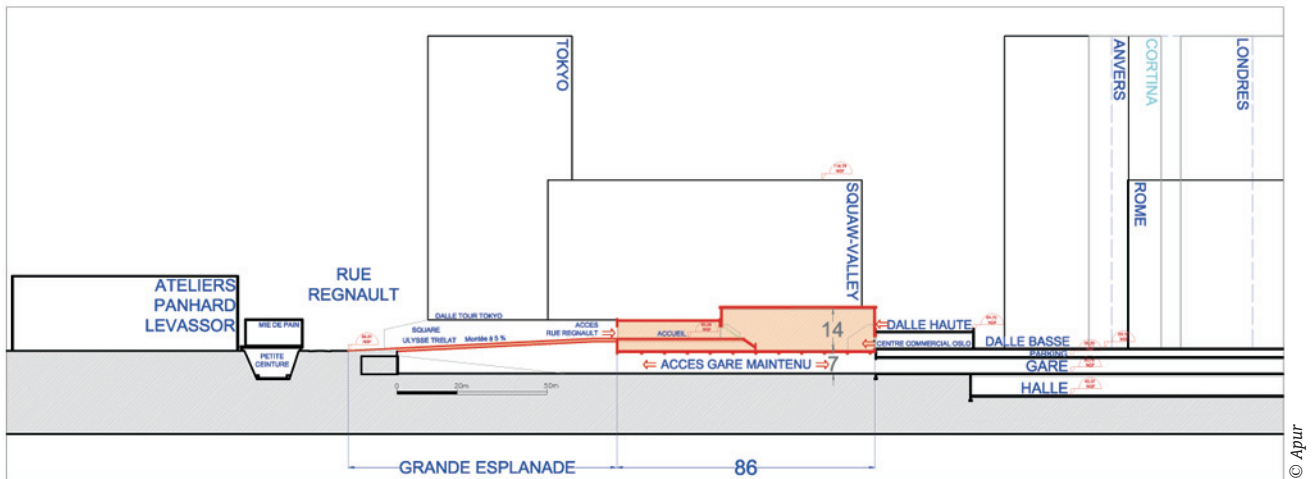 TOKYO
SQUAW-VALLEY
ANVERS
CORTINA
LONDRES
ROME
ATELIERS
PANHARD
LEVASSOR
RUE
REGNAULT
MIE DE PAIN
PETITE
CEINTURE
DALLE TOUR TOKYO
SQUARE
ULYSSE TRELAT
Montée à 5 %
ACCES
RUE REGNAULT
ACCUEIL
14
DALLE HAUTE
CENTRE COMMERCIAL OSLO
DALLE BASSE
PARKING
ACCES GARE MAINTENU
7
GARE
HALLE
0
20m
50m
GRANDE ESPLANADE
86
© Apur